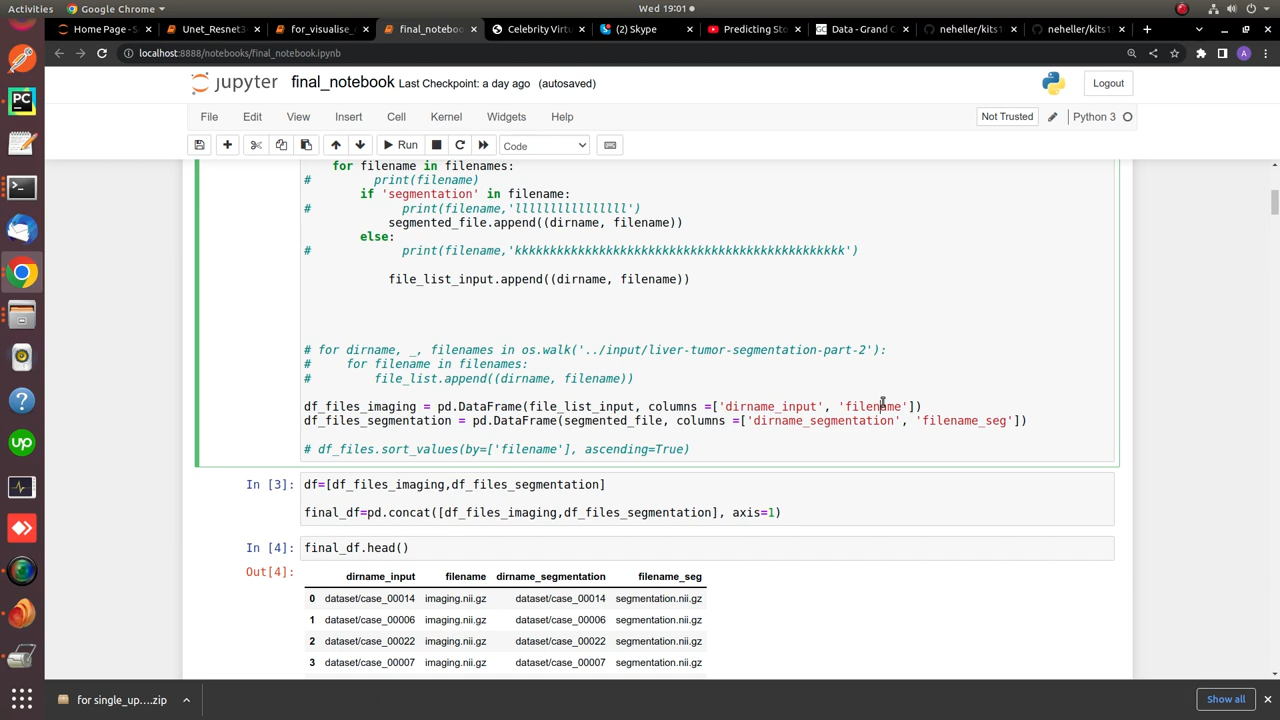 Activities
Google Chrome
Wed 19:01
Home Page - S
Unet_Resnet34
for_visualise_
final_noteboo
Celebrity Virtu
(2) Skype
Predicting Sto
Data - Grand C
neheller/kits1
neheller/kits1
localhost:8888/notebooks/final_notebook.ipynb
A
jupyter final_notebook Last Checkpoint: a day ago (autosaved)
Logout
File Edit View Insert Cell Kernel Widgets Help
Not Trusted
Python 3
Run
Code
for filename in filenames:
# print(filename)
if 'segmentation' in filename:
# print(filename,'llllllllllllllll')
segmented_file.append((dirname, filename))
else:
# print(filename,'kkkkkkkkkkkkkkkkkkkkkkkkkkkkkkkkkkkkkkkkkkkkkkk')
file_list_input.append((dirname, filename))
# for dirname, _, filenames in os.walk('../input/liver-tumor-segmentation-part-2'):
# for filename in filenames:
# file_list.append((dirname, filename))
df_files_imaging = pd.DataFrame(file_list_input, columns =['dirname_input', 'filename'])
df_files_segmentation = pd.DataFrame(segmented_file, columns =['dirname_segmentation', 'filename_seg'])
# df_files.sort_values(by=['filename'], ascending=True)
In [3]: df=[df_files_imaging,df_files_segmentation]
final_df=pd.concat([df_files_imaging,df_files_segmentation], axis=1)
In [4]: final_df.head()
Out[4]:
dirname_input filename dirname_segmentation filename_seg
0 dataset/case_00014 imaging.nii.gz dataset/case_00014 segmentation.nii.gz
1 dataset/case_00006 imaging.nii.gz dataset/case_00006 segmentation.nii.gz
2 dataset/case_00022 imaging.nii.gz dataset/case_00022 segmentation.nii.gz
3 dataset/case_00007 imaging.nii.gz dataset/case_00007 segmentation.nii.gz
for single_up....zip
Show all